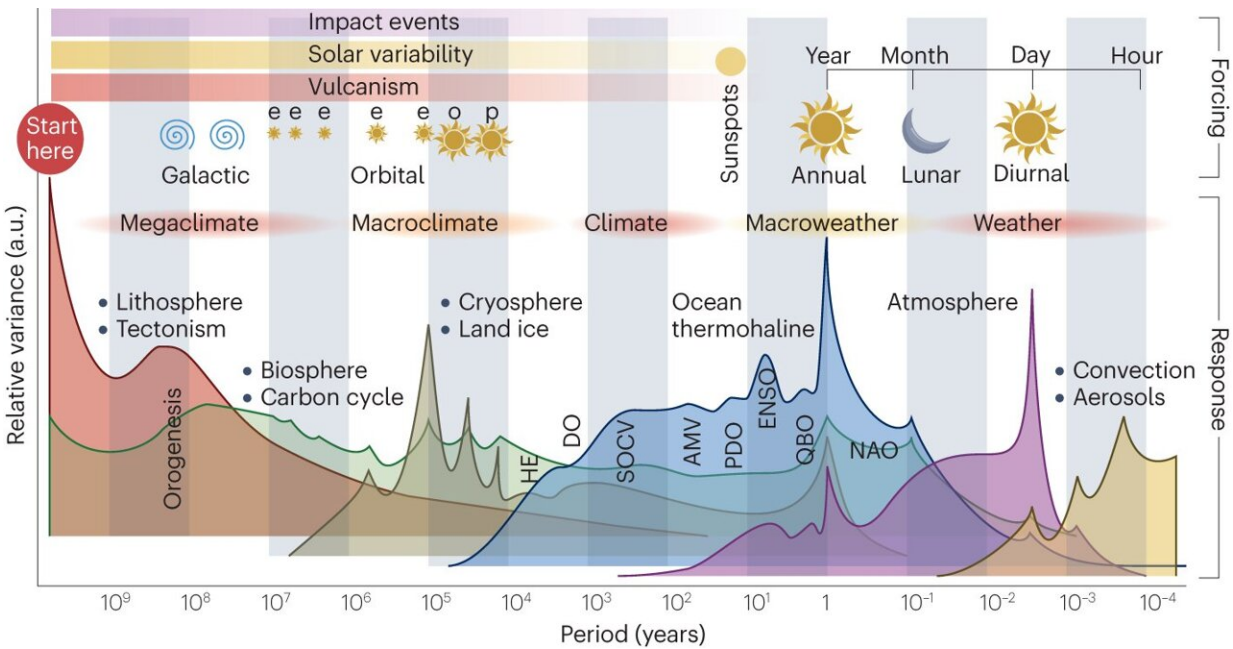 Impact events
Solar variability
Vulcanism
Start
here
e e e e e o p
Galactic
Orbital
Sunspots
Year
Month
Day
Hour
Annual
Lunar
Diurnal
Forcing
Megaclimate
Macroclimate
Climate
Macroweather
Weather
Relative variance (a.u.)
Response
• Lithosphere
• Tectonism
• Biosphere
• Carbon cycle
• Cryosphere
• Land ice
Ocean
thermohaline
Atmosphere
• Convection
• Aerosols
Orogenesis
HE
DO
SOCV
AMV
PDO
ENSO
QBO
NAO
10⁹ 10⁸ 10⁷ 10⁶ 10⁵ 10⁴ 10³ 10² 10¹ 1 10⁻¹ 10⁻² 10⁻³ 10⁻⁴
Period (years)